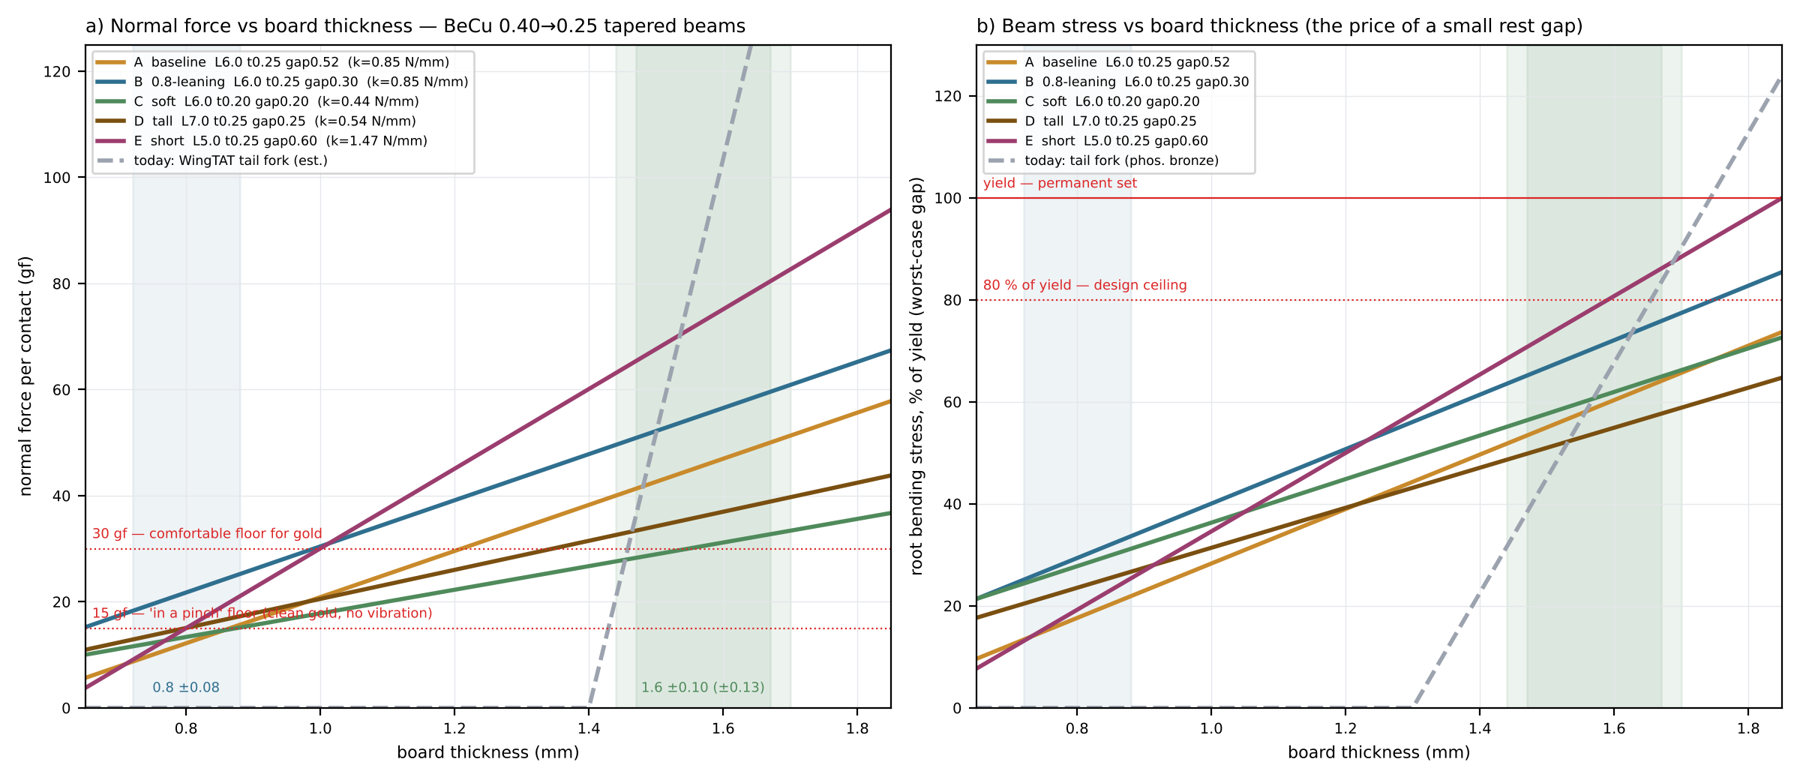 a) Normal force vs board thickness — BeCu 0.40→0.25 tapered beams
normal force per contact (gf)
120
100
80
60
40
20
0
A baseline L6.0 t0.25 gap0.52 (k=0.85 N/mm)
B 0.8-leaning L6.0 t0.25 gap0.30 (k=0.85 N/mm)
C soft L6.0 t0.20 gap0.20 (k=0.44 N/mm)
D tall L7.0 t0.25 gap0.25 (k=0.54 N/mm)
E short L5.0 t0.25 gap0.60 (k=1.47 N/mm)
today: WingTAT tail fork (est.)
30 gf — comfortable floor for gold
15 gf — 'in a pinch' floor (clean gold, no vibration)
0.8 ±0.08
1.6 ±0.10 (±0.13)
0.8 1.0 1.2 1.4 1.6 1.8
board thickness (mm)
b) Beam stress vs board thickness (the price of a small rest gap)
root bending stress, % of yield (worst-case gap)
120
100
80
60
40
20
0
A baseline L6.0 t0.25 gap0.52
B 0.8-leaning L6.0 t0.25 gap0.30
C soft L6.0 t0.20 gap0.20
D tall L7.0 t0.25 gap0.25
E short L5.0 t0.25 gap0.60
today: tail fork (phos. bronze)
yield — permanent set
80 % of yield — design ceiling
0.8 1.0 1.2 1.4 1.6 1.8
board thickness (mm)